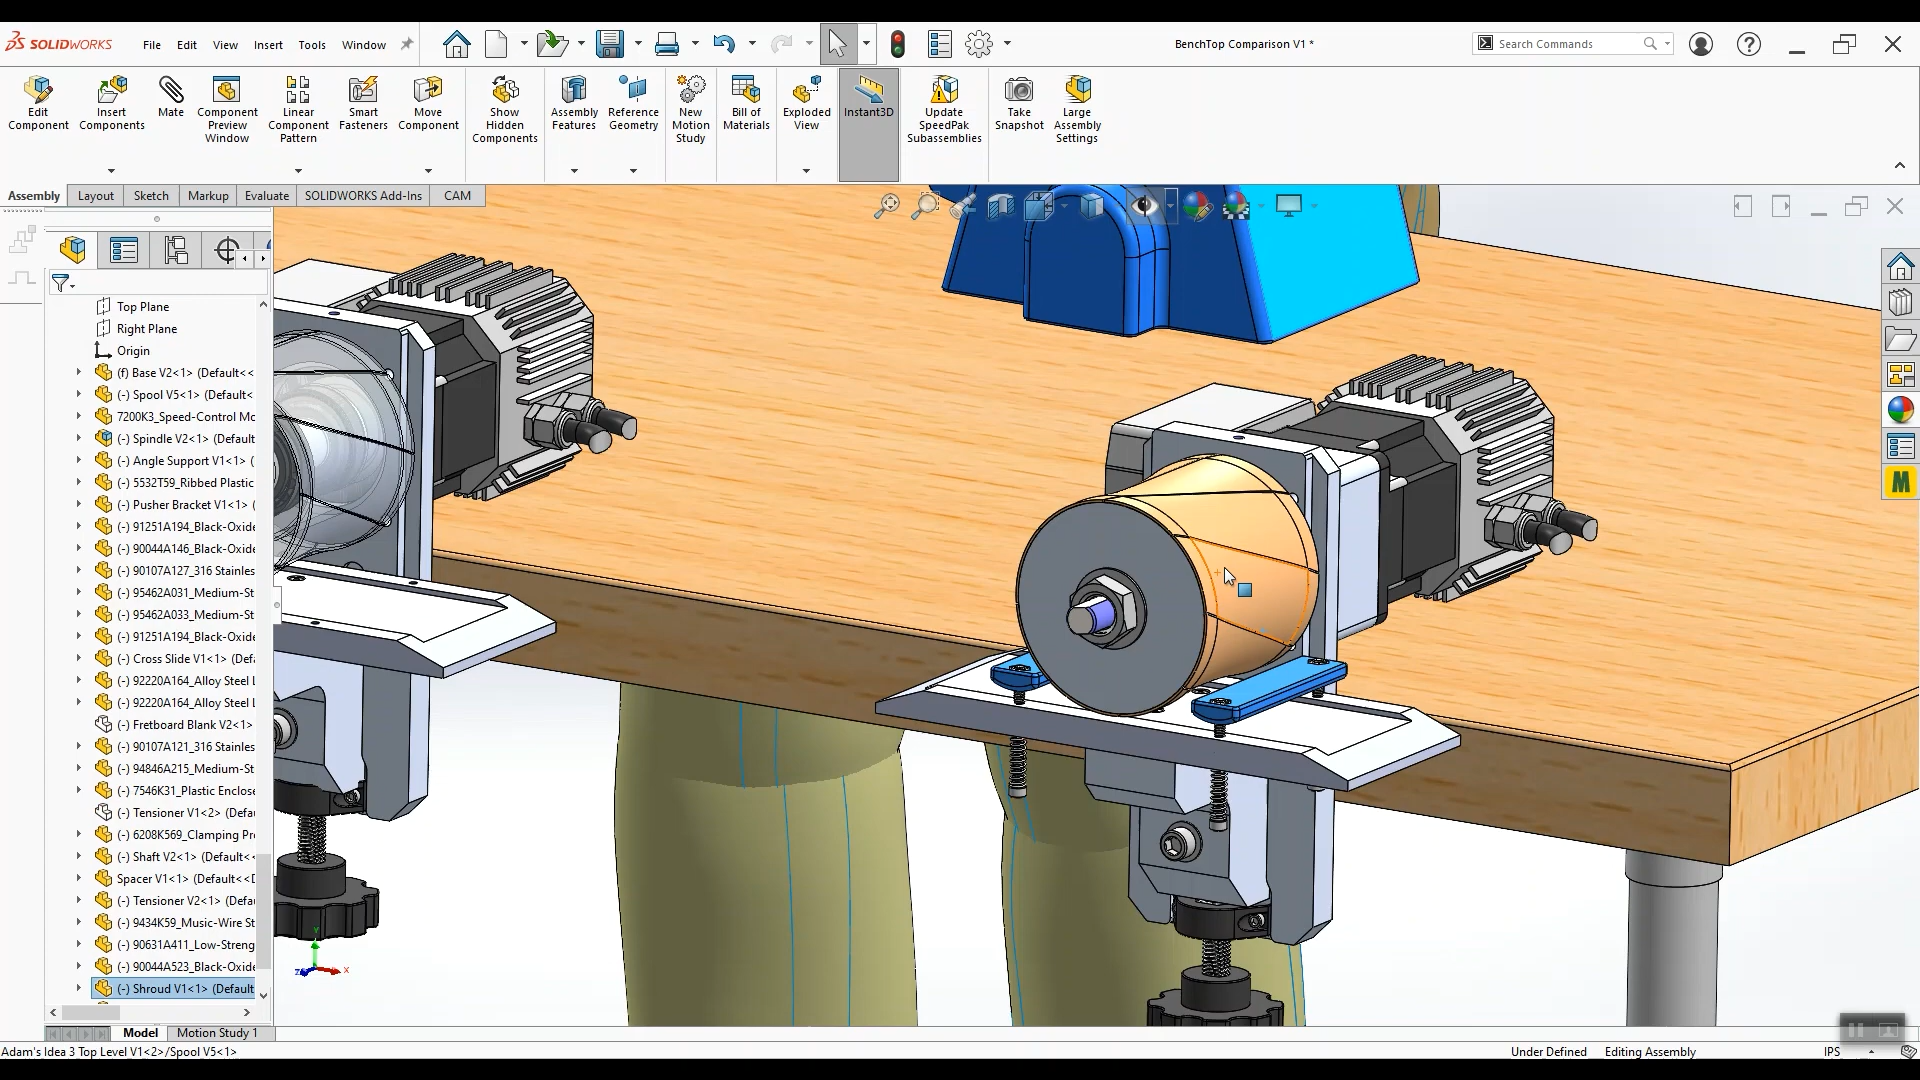 SOLIDWORKS
File Edit View Insert Tools Window
BenchTop Comparison V1 *
Search Commands
Edit Component
Insert Components
Mate
Component Preview Window
Linear Component Pattern
Smart Fasteners
Move Component
Show Hidden Components
Assembly Features
Reference Geometry
New Motion Study
Bill of Materials
Exploded View
Instant3D
Update SpeedPak Subassemblies
Take Snapshot
Large Assembly Settings
Assembly Layout Sketch Markup Evaluate SOLIDWORKS Add-Ins CAM
Top Plane
Right Plane
Origin
(f) Base V2<1> (Default<<
(-) Spool V5<1> (Default<
7200K3_Speed-Control Mc
(-) Spindle V2<1> (Default
(-) Angle Support V1<1> (
(-) 5532T59_Ribbed Plastic
(-) Pusher Bracket V1<1> (
(-) 91251A194_Black-Oxide
(-) 90044A146_Black-Oxide
(-) 90107A127_316 Stainles
(-) 95462A031_Medium-St
(-) 95462A033_Medium-St
(-) 91251A194_Black-Oxide
(-) Cross Slide V1<1> (Defa
(-) 92220A164_Alloy Steel L
(-) 92220A164_Alloy Steel L
(-) Fretboard Blank V2<1>
(-) 90107A121_316 Stainles
(-) 94846A215_Medium-St
(-) 7546K31_Plastic Enclose
(-) Tensioner V1<2> (Defau
(-) 6208K569_Clamping Pr
(-) Shaft V2<1> (Default<<
Spacer V1<1> (Default<<D
(-) Tensioner V2<1> (Defa
(-) 9434K59_Music-Wire St
(-) 90631A411_Low-Streng
(-) 90044A523_Black-Oxide
(-) Shroud V1<1> (Default
Y
Z X
M
Model Motion Study 1
Adam's Idea 3 Top Level V1<2>/Spool V5<1>
Under Defined Editing Assembly IPS